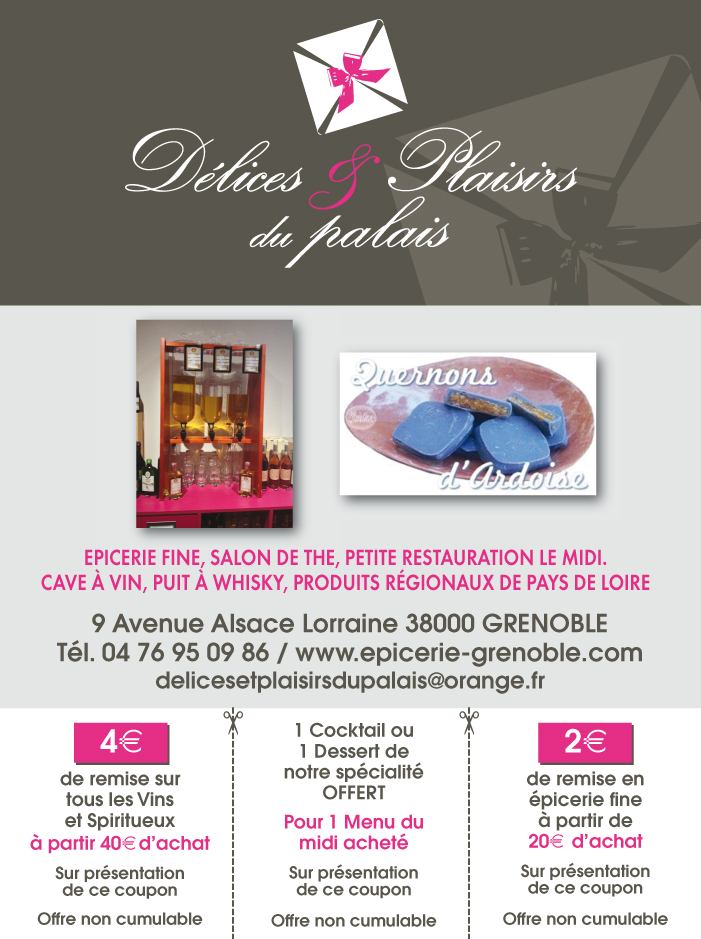 Délices & Plaisirs
du palais
Quernons
d'Ardoise
EPICERIE FINE, SALON DE THE, PETITE RESTAURATION LE MIDI.
CAVE À VIN, PUIT À WHISKY, PRODUITS RÉGIONAUX DE PAYS DE LOIRE
9 Avenue Alsace Lorraine 38000 GRENOBLE
Tél. 04 76 95 09 86 / www.epicerie-grenoble.com
delicesetplaisirsdupalais@orange.fr
4€
de remise sur
tous les Vins
et Spiritueux
à partir 40€ d'achat
Sur présentation
de ce coupon
Offre non cumulable
1 Cocktail ou
1 Dessert de
notre spécialité
OFFERT
Pour 1 Menu du
midi acheté
Sur présentation
de ce coupon
Offre non cumulable
2€
de remise en
épicerie fine
à partir de
20€ d'achat
Sur présentation
de ce coupon
Offre non cumulable